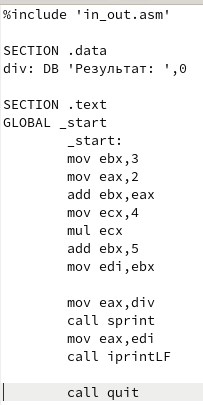 %include 'in_out.asm'
SECTION .data
div: DB 'Результат: ',0
SECTION .text
GLOBAL _start
_start:
mov ebx,3
mov eax,2
add ebx,eax
mov ecx,4
mul ecx
add ebx,5
mov edi,ebx
mov eax,div
call sprint
mov eax,edi
call iprintLF
call quit